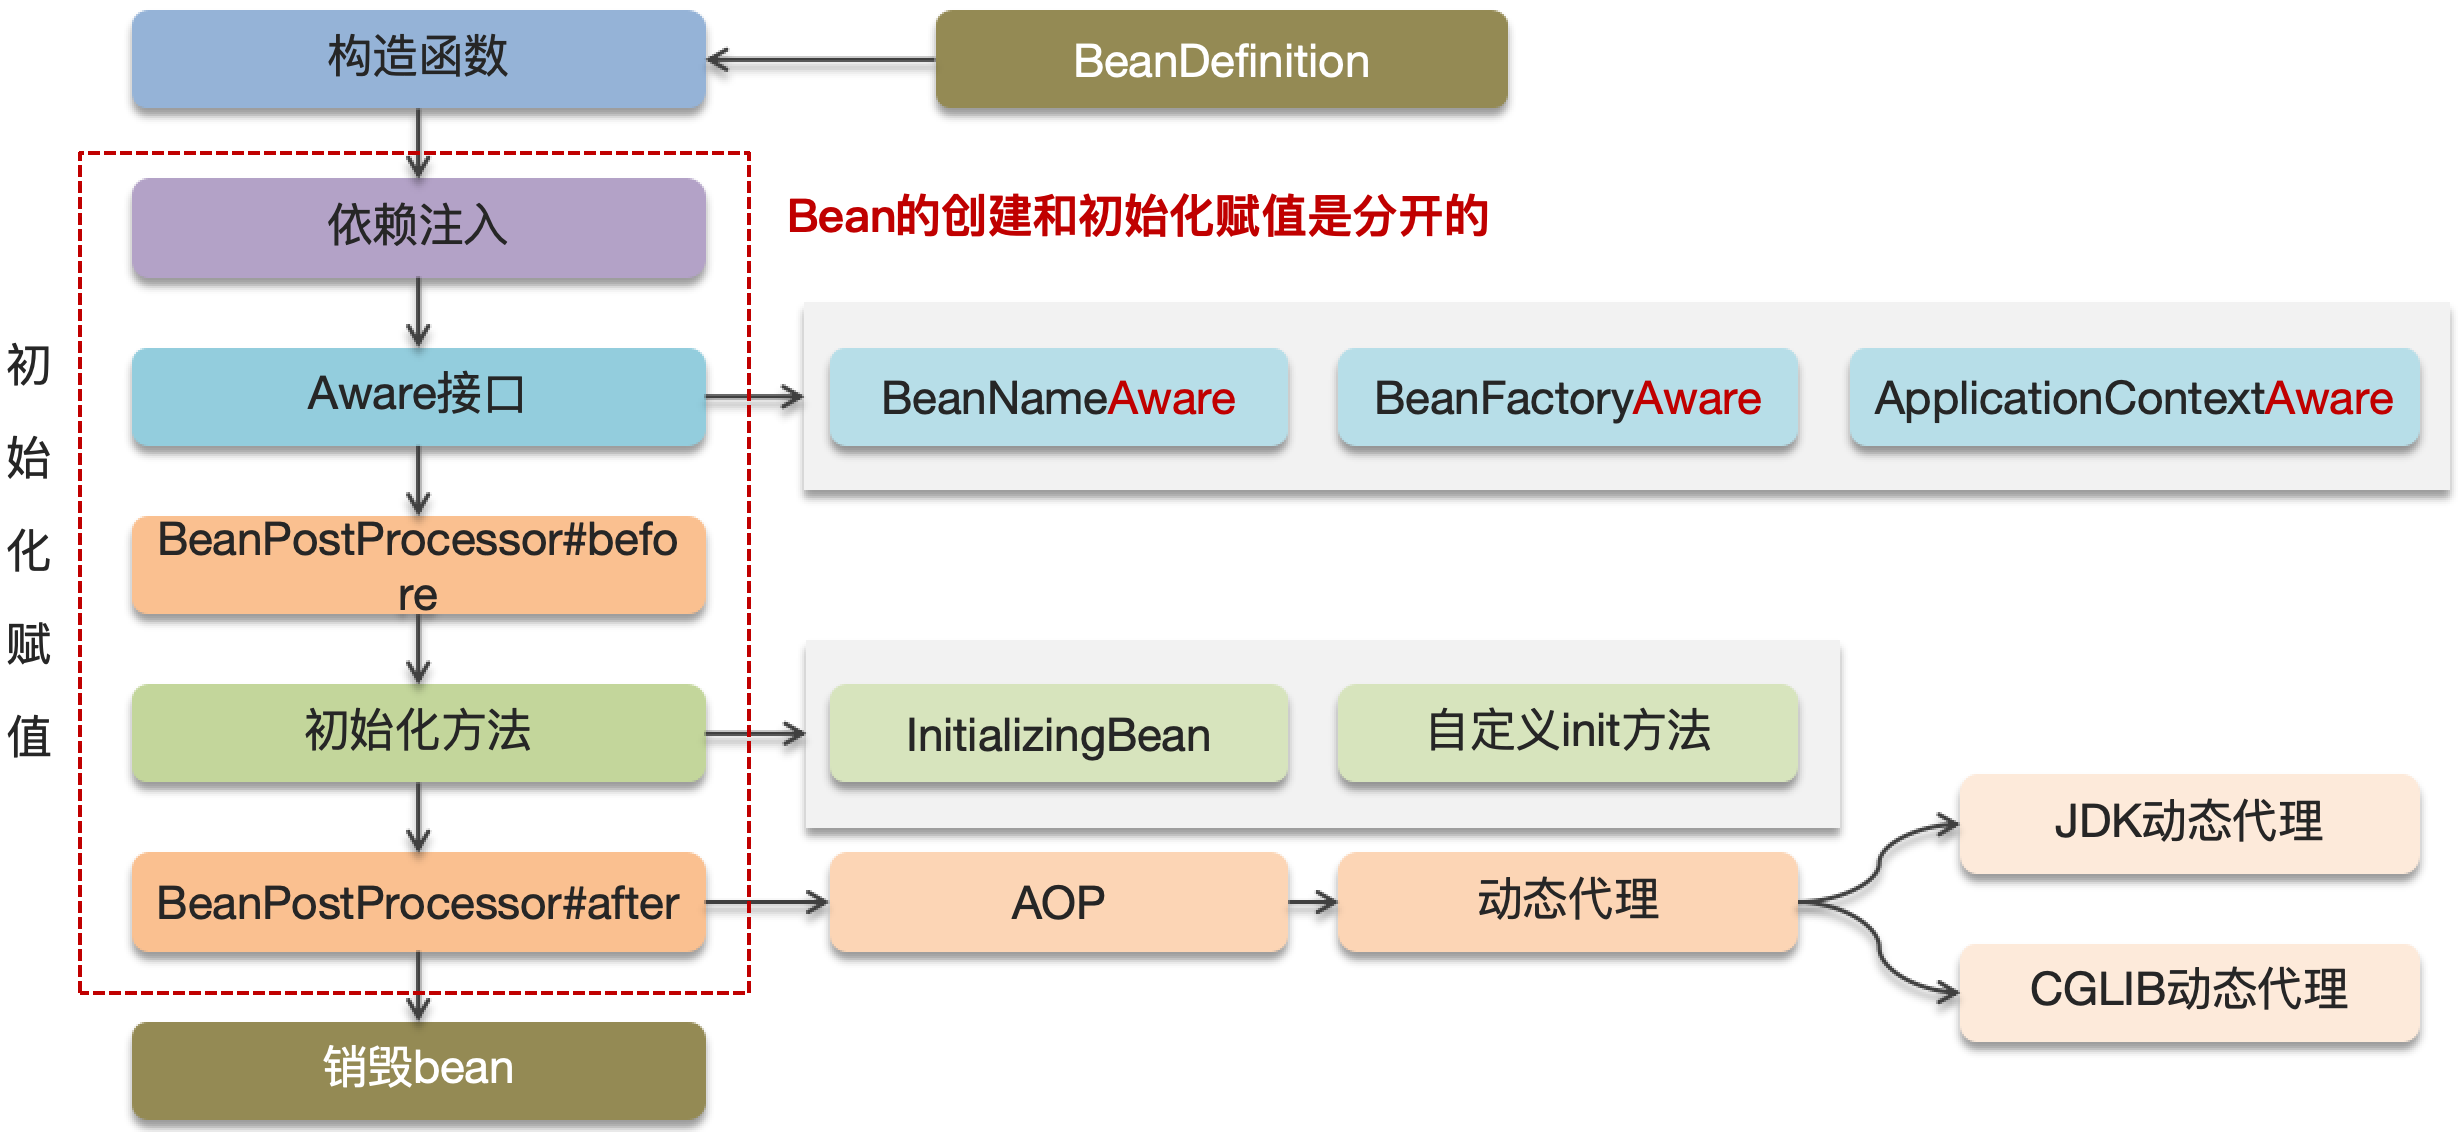 构造函数
BeanDefinition
依赖注入
Bean的创建和初始化赋值是分开的
初始化赋值
Aware接口
BeanNameAware
BeanFactoryAware
ApplicationContextAware
BeanPostProcessor#befo
re
初始化方法
InitializingBean
自定义init方法
BeanPostProcessor#after
AOP
动态代理
JDK动态代理
CGLIB动态代理
销毁bean